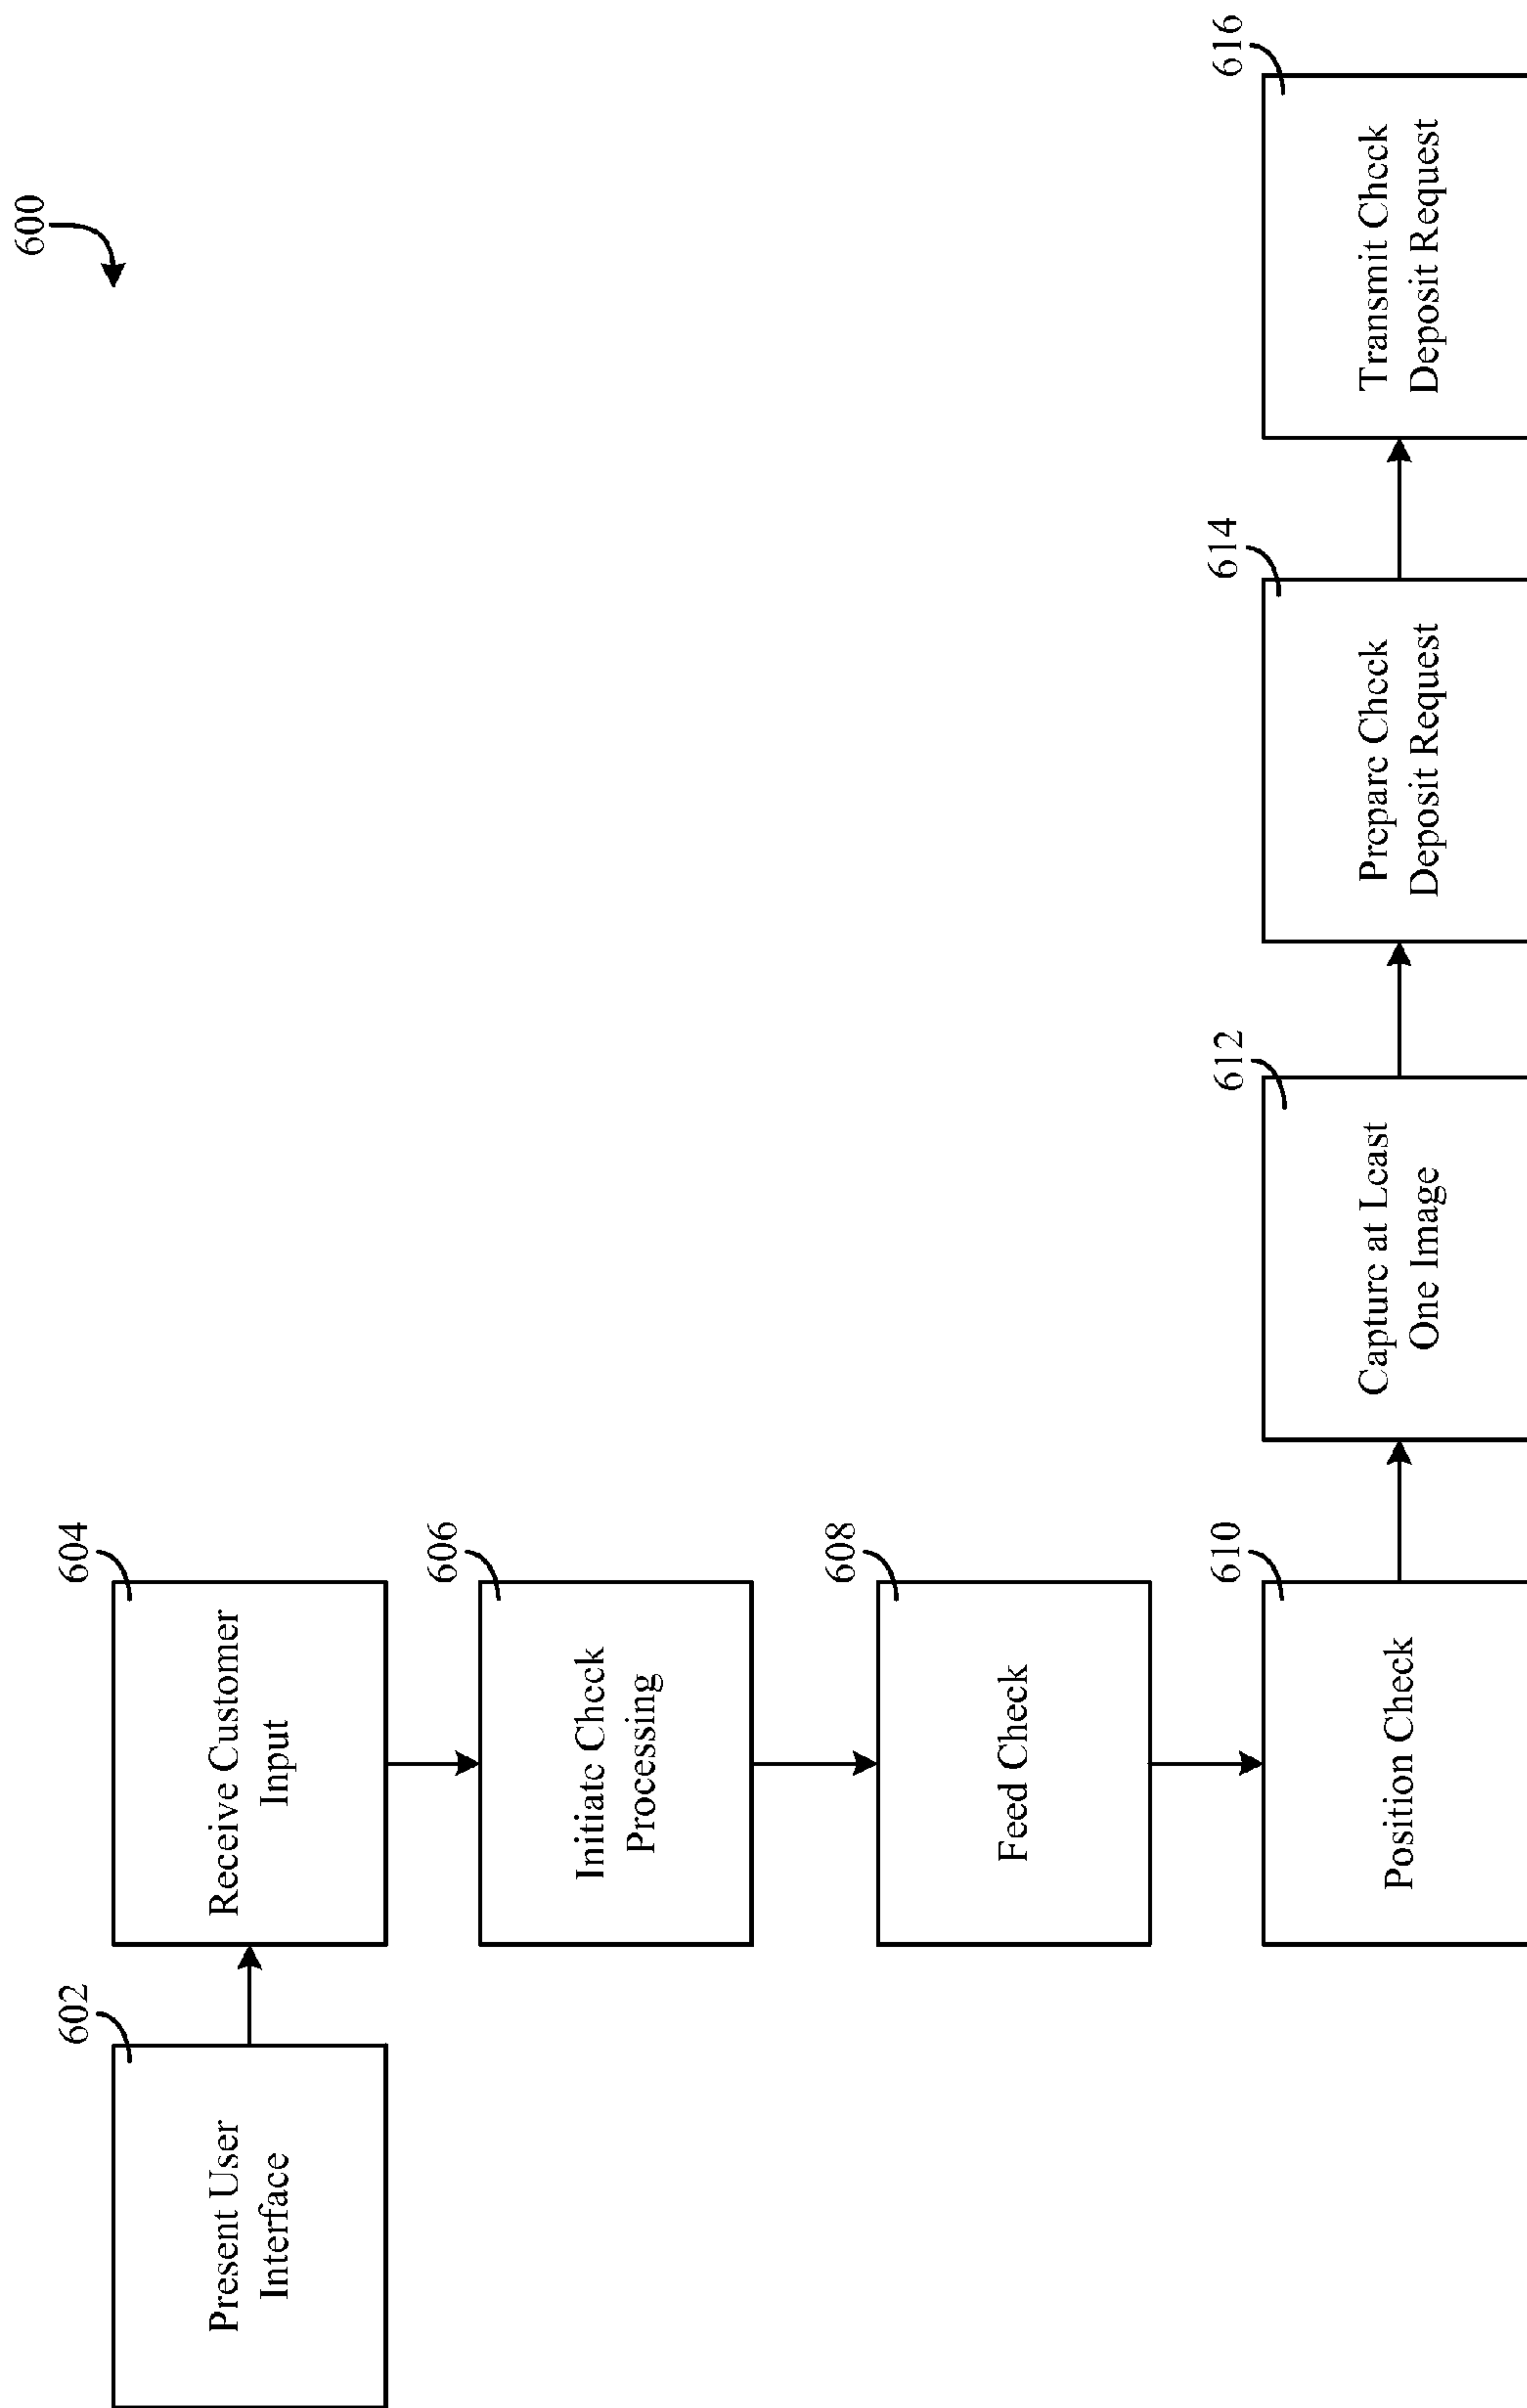 600
602
Present User
Interface
604
Receive Customer
Input
606
Initiate Check
Processing
608
Feed Check
610
Position Check
612
Capture at Least
One Image
614
Prepare Check
Deposit Request
616
Transmit Check
Deposit Request